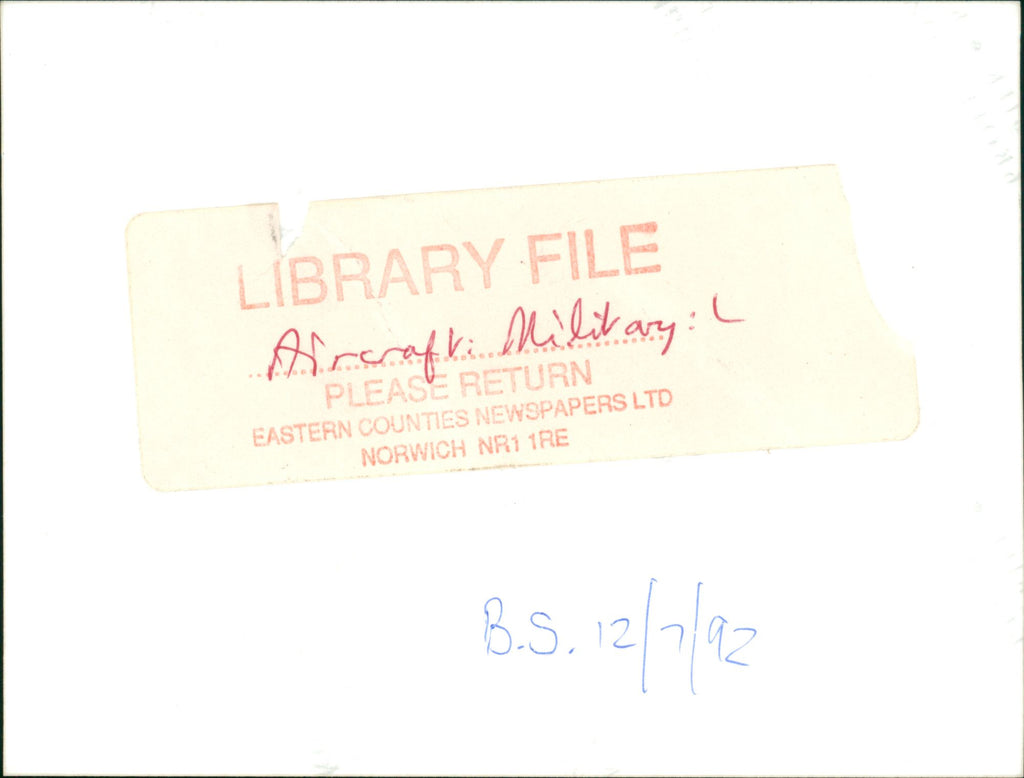 LIBRARY FILE
Aircraft: Military: L
PLEASE RETURN
EASTERN COUNTIES NEWSPAPERS LTD
NORWICH NR1 1RE
B.S. 12/7/92